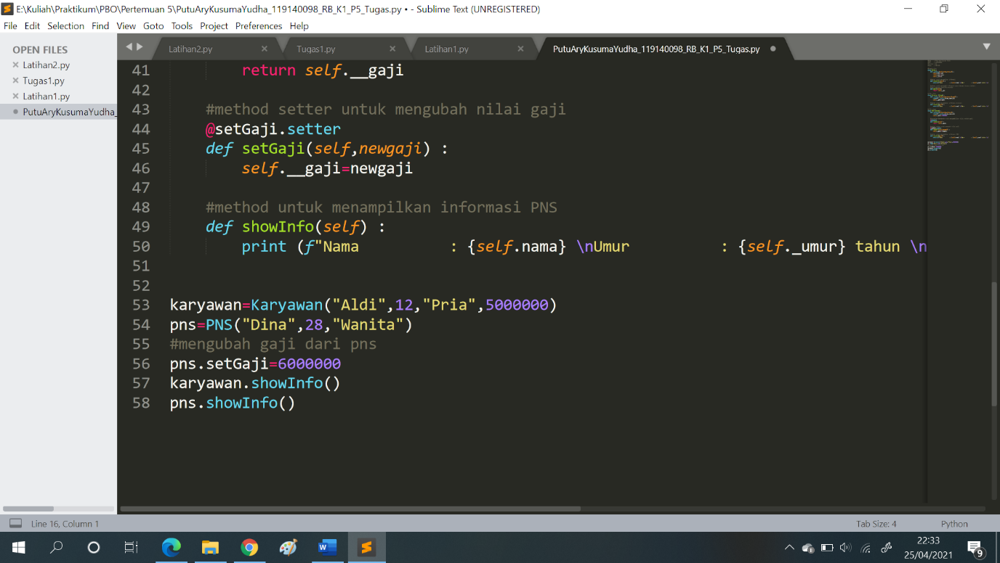 E:\Kuliah\Praktikum\PBO\Pertemuan 5\PutuAryKusumaYudha_119140098_RB_K1_P5_Tugas.py • - Sublime Text (UNREGISTERED)
File Edit Selection Find View Goto Tools Project Preferences Help
OPEN FILES
Latihan2.py
Tugas1.py
Latihan1.py
PutuAryKusumaYudha_
Latihan2.py Tugas1.py Latihan1.py PutuAryKusumaYudha_119140098_RB_K1_P5_Tugas.py
41 return self.__gaji
42
43 #method setter untuk mengubah nilai gaji
44 @setGaji.setter
45 def setGaji(self,newgaji) :
46 self.__gaji=newgaji
47
48 #method untuk menampilkan informasi PNS
49 def showInfo(self) :
50 print (f"Nama : {self.nama} \nUmur : {self._umur} tahun \n
51
52
53 karyawan=Karyawan("Aldi",12,"Pria",5000000)
54 pns=PNS("Dina",28,"Wanita")
55 #mengubah gaji dari pns
56 pns.setGaji=6000000
57 karyawan.showInfo()
58 pns.showInfo()
Line 16, Column 1 Tab Size: 4 Python
22:33
25/04/2021
9